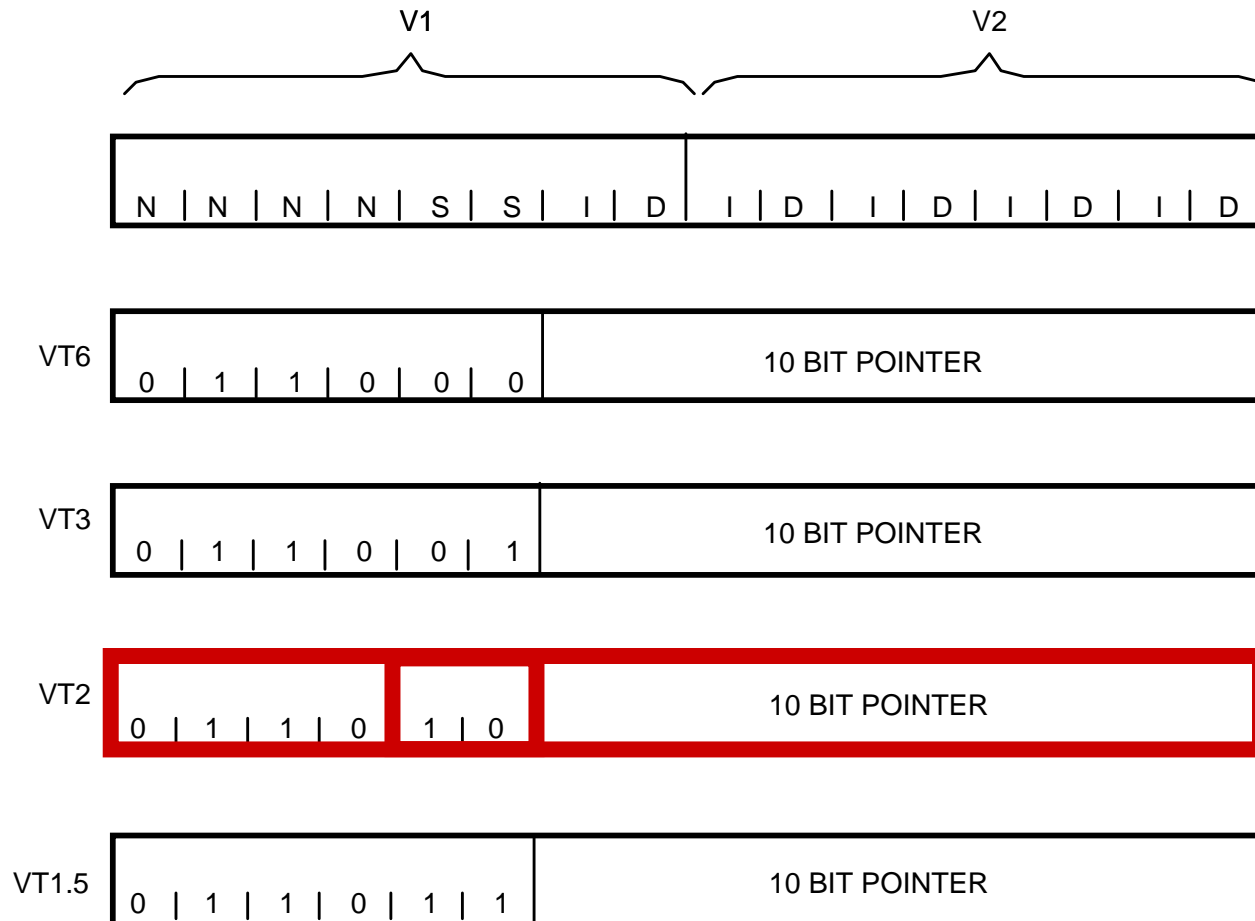 V1 V2
N N N N S S I D I D I D I D I D
VT6 0 1 1 0 0 0 10 BIT POINTER
VT3 0 1 1 0 0 1 10 BIT POINTER
VT2 0 1 1 0 1 0 10 BIT POINTER
VT1.5 0 1 1 0 1 1 10 BIT POINTER